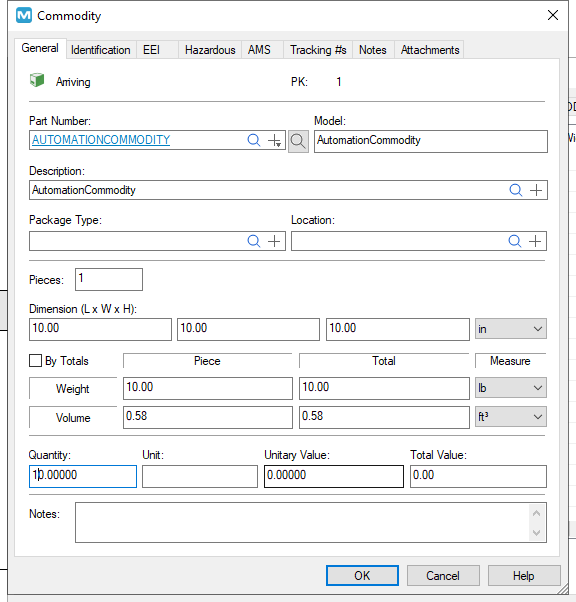 Commodity
General Identification EEI Hazardous AMS Tracking #s Notes Attachments
Arriving PK: 1
Part Number: Model:
AUTOMATIONCOMMODITY AutomationCommodity
Description:
AutomationCommodity
Package Type: Location:
Pieces: 1
Dimension (L x W x H):
10.00 10.00 10.00 in
By Totals Piece Total Measure
Weight 10.00 10.00 lb
Volume 0.58 0.58 ft³
Quantity: Unit: Unitary Value: Total Value:
10.00000 0.00000 0.00
Notes:
OK Cancel Help